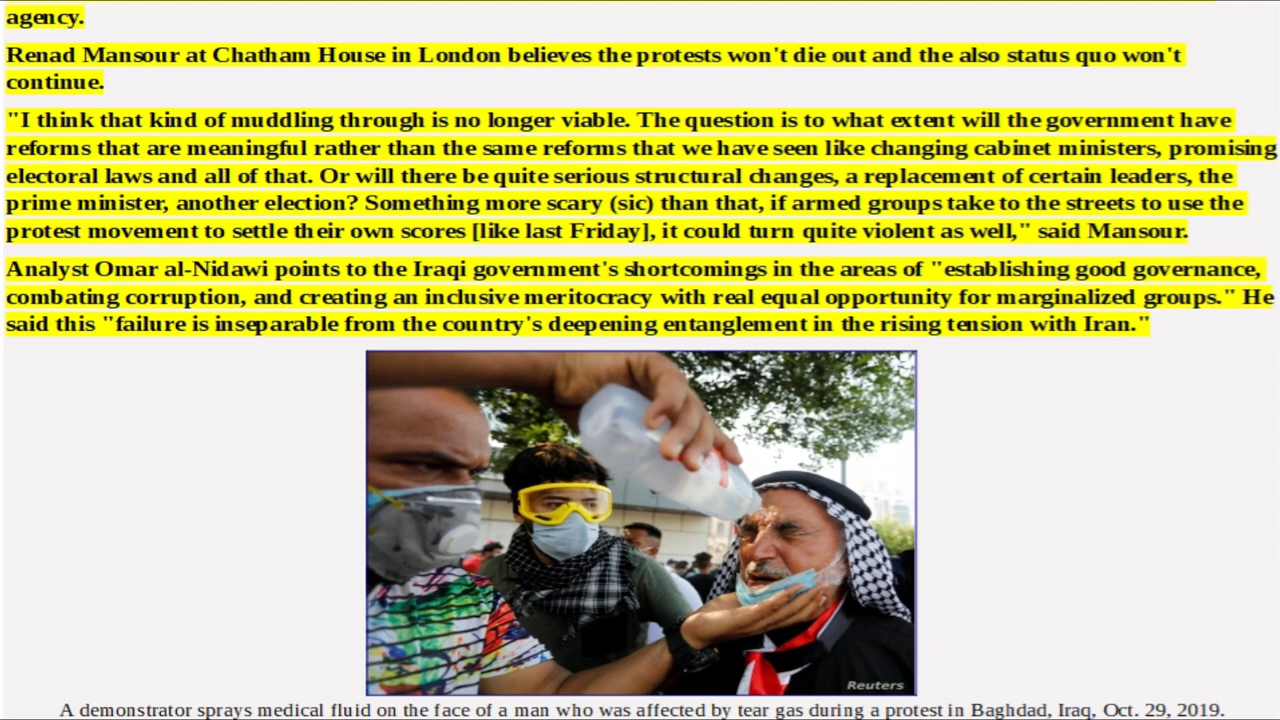 agency.
Renad Mansour at Chatham House in London believes the protests won't die out and the also status quo won't
continue.
"I think that kind of muddling through is no longer viable. The question is to what extent will the government have
reforms that are meaningful rather than the same reforms that we have seen like changing cabinet ministers, promising
electoral laws and all of that. Or will there be quite serious structural changes, a replacement of certain leaders, the
prime minister, another election? Something more scary (sic) than that, if armed groups take to the streets to use the
protest movement to settle their own scores [like last Friday], it could turn quite violent as well," said Mansour.
Analyst Omar al-Nidawi points to the Iraqi government's shortcomings in the areas of "establishing good governance,
combating corruption, and creating an inclusive meritocracy with real equal opportunity for marginalized groups." He
said this "failure is inseparable from the country's deepening entanglement in the rising tension with Iran."
Reuters
A demonstrator sprays medical fluid on the face of a man who was affected by tear gas during a protest in Baghdad, Iraq, Oct. 29, 2019.